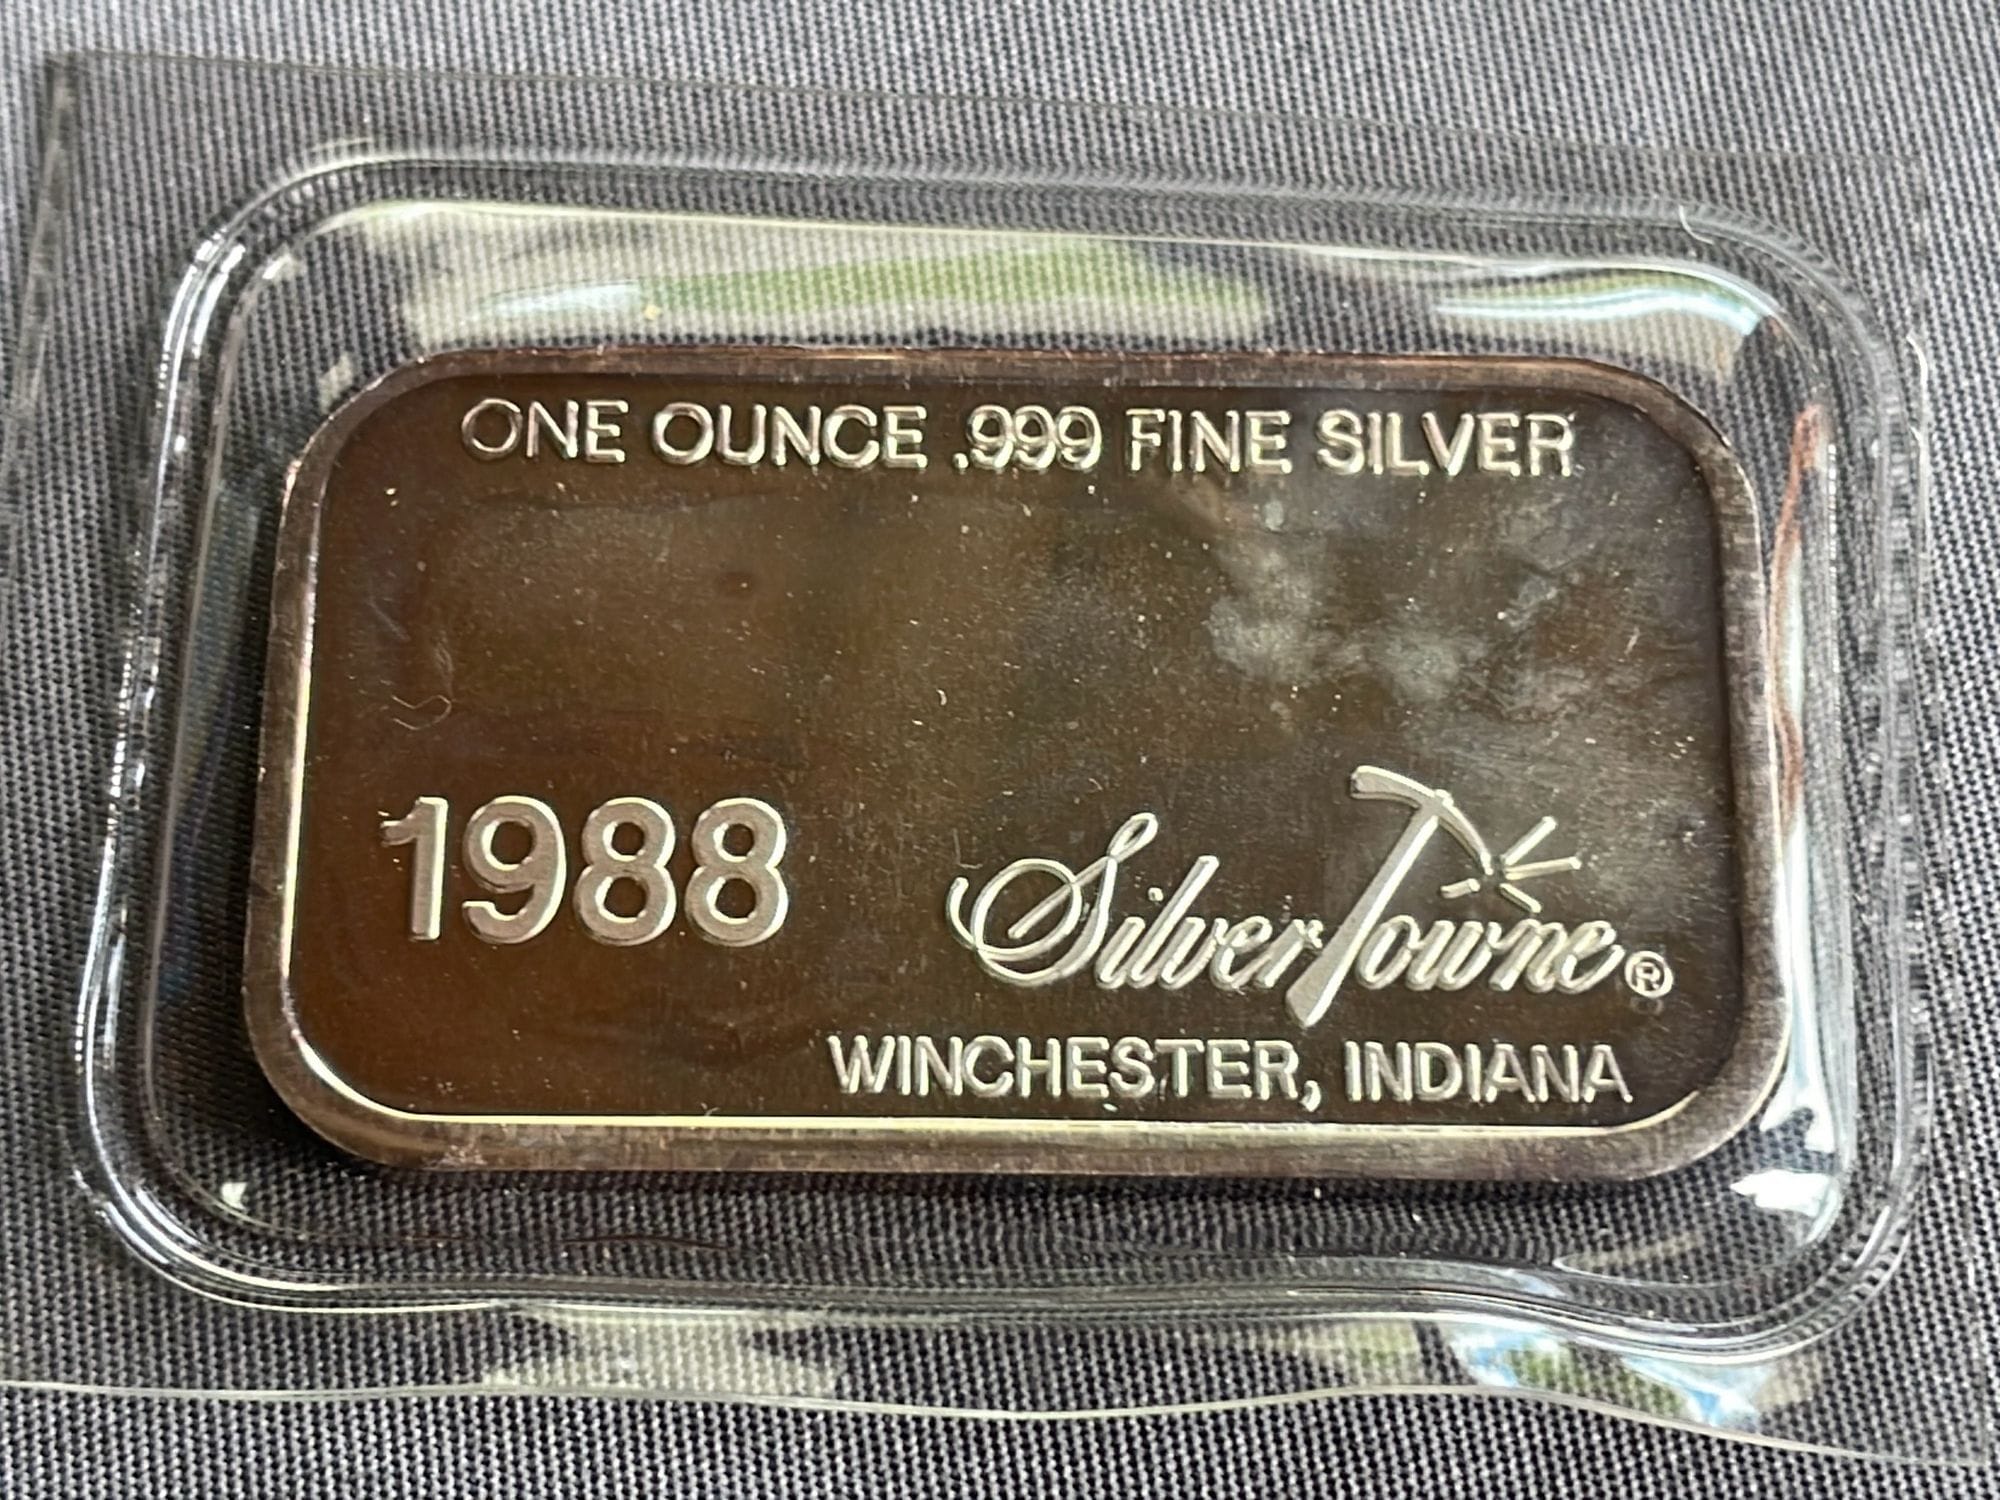 ONE OUNCE .999 FINE SILVER
1988
SilverTowne®
WINCHESTER, INDIANA